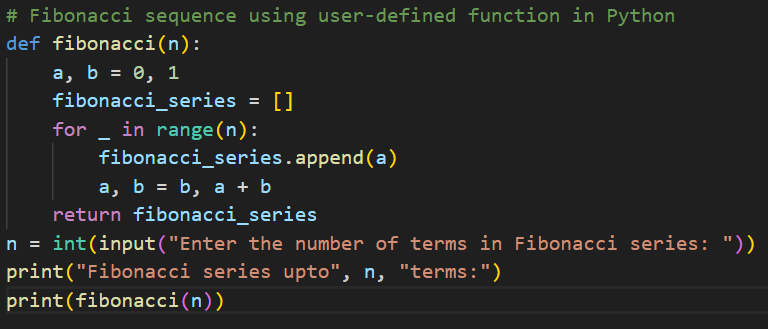 # Fibonacci sequence using user-defined function in Python
def fibonacci(n):
    a, b = 0, 1
    fibonacci_series = []
    for _ in range(n):
        fibonacci_series.append(a)
        a, b = b, a + b
    return fibonacci_series
n = int(input("Enter the number of terms in Fibonacci series: "))
print("Fibonacci series upto", n, "terms:")
print(fibonacci(n))